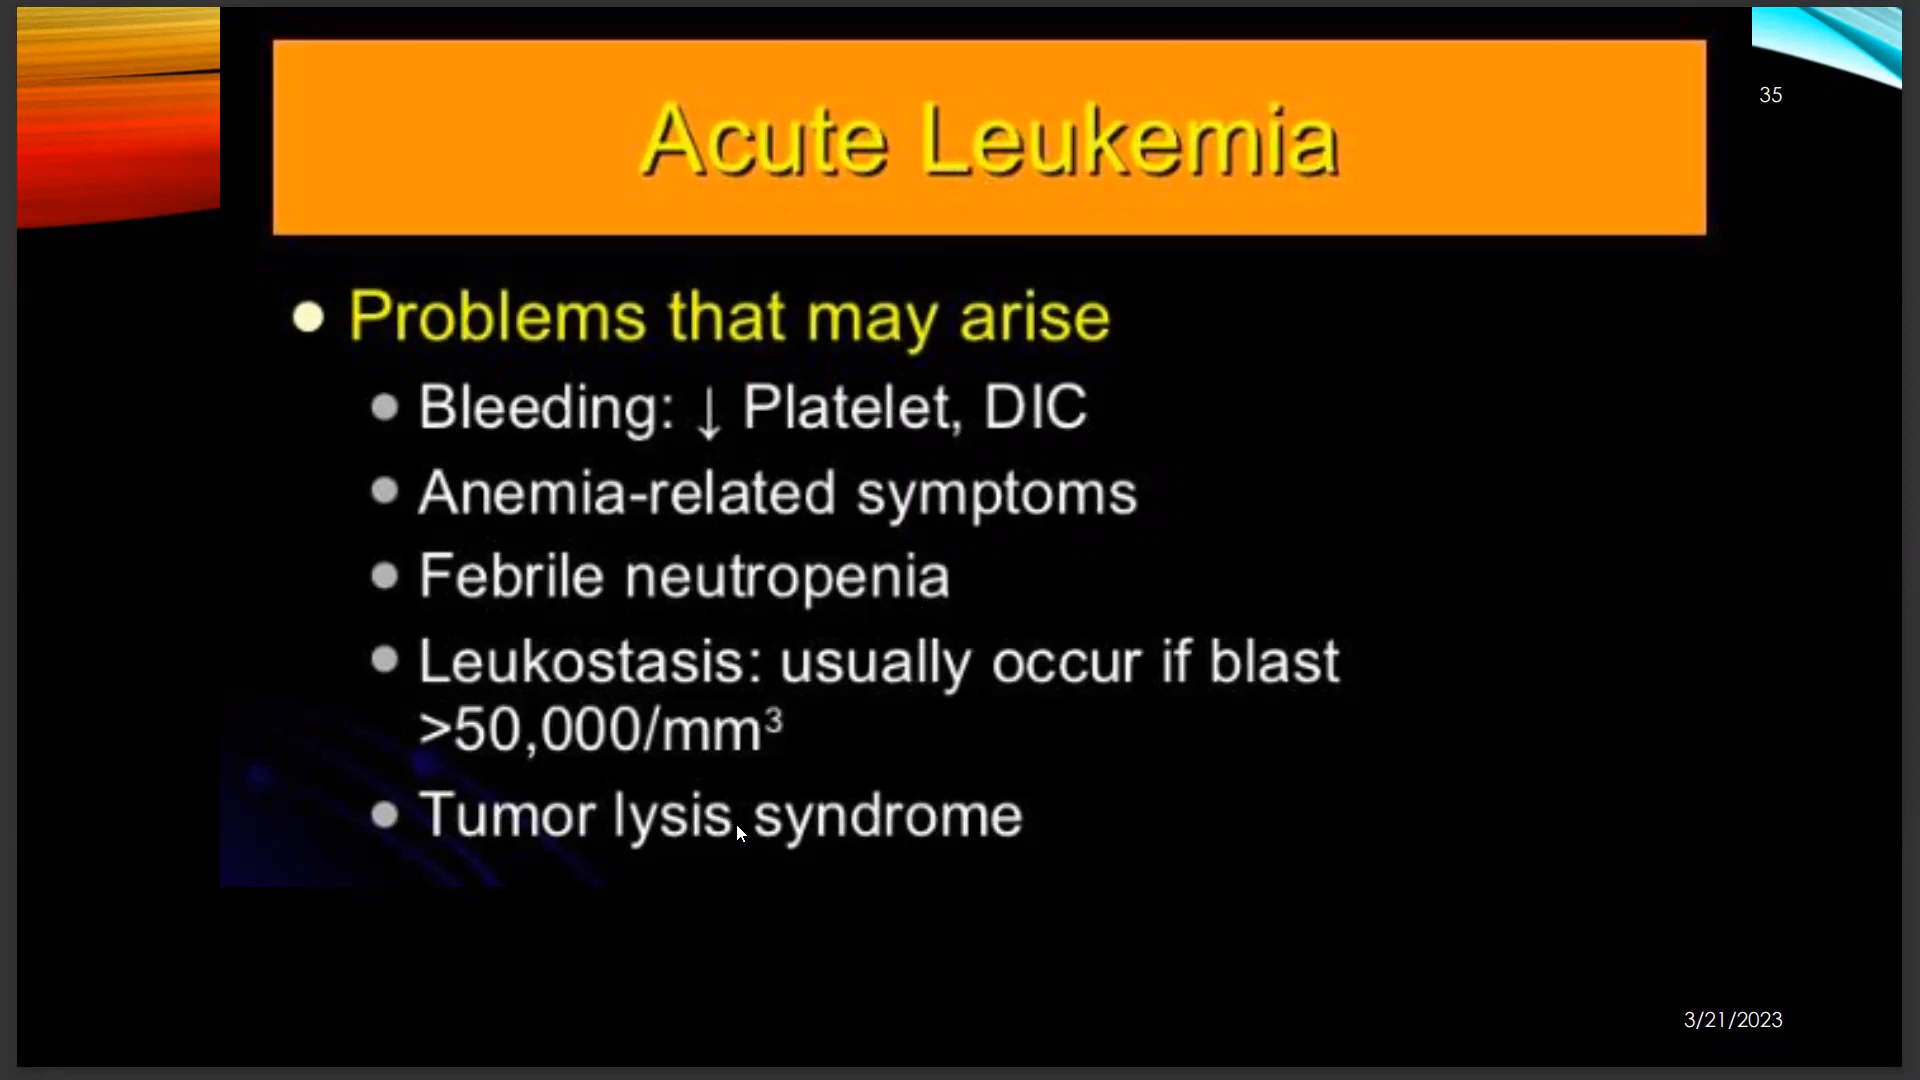 Acute Leukemia
35
• Problems that may arise
• Bleeding: ↓ Platelet, DIC
• Anemia-related symptoms
• Febrile neutropenia
• Leukostasis: usually occur if blast
>50,000/mm³
• Tumor lysis syndrome
3/21/2023